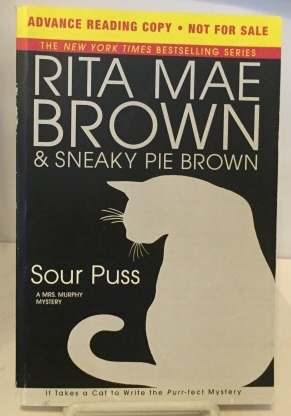 ADVANCE READING COPY • NOT FOR SALE
THE NEW YORK TIMES BESTSELLING SERIES
RITA MAE
BROWN
& SNEAKY PIE BROWN
Sour Puss
A MRS. MURPHY
MYSTERY
It Takes a Cat to Write the Purr-fect Mystery